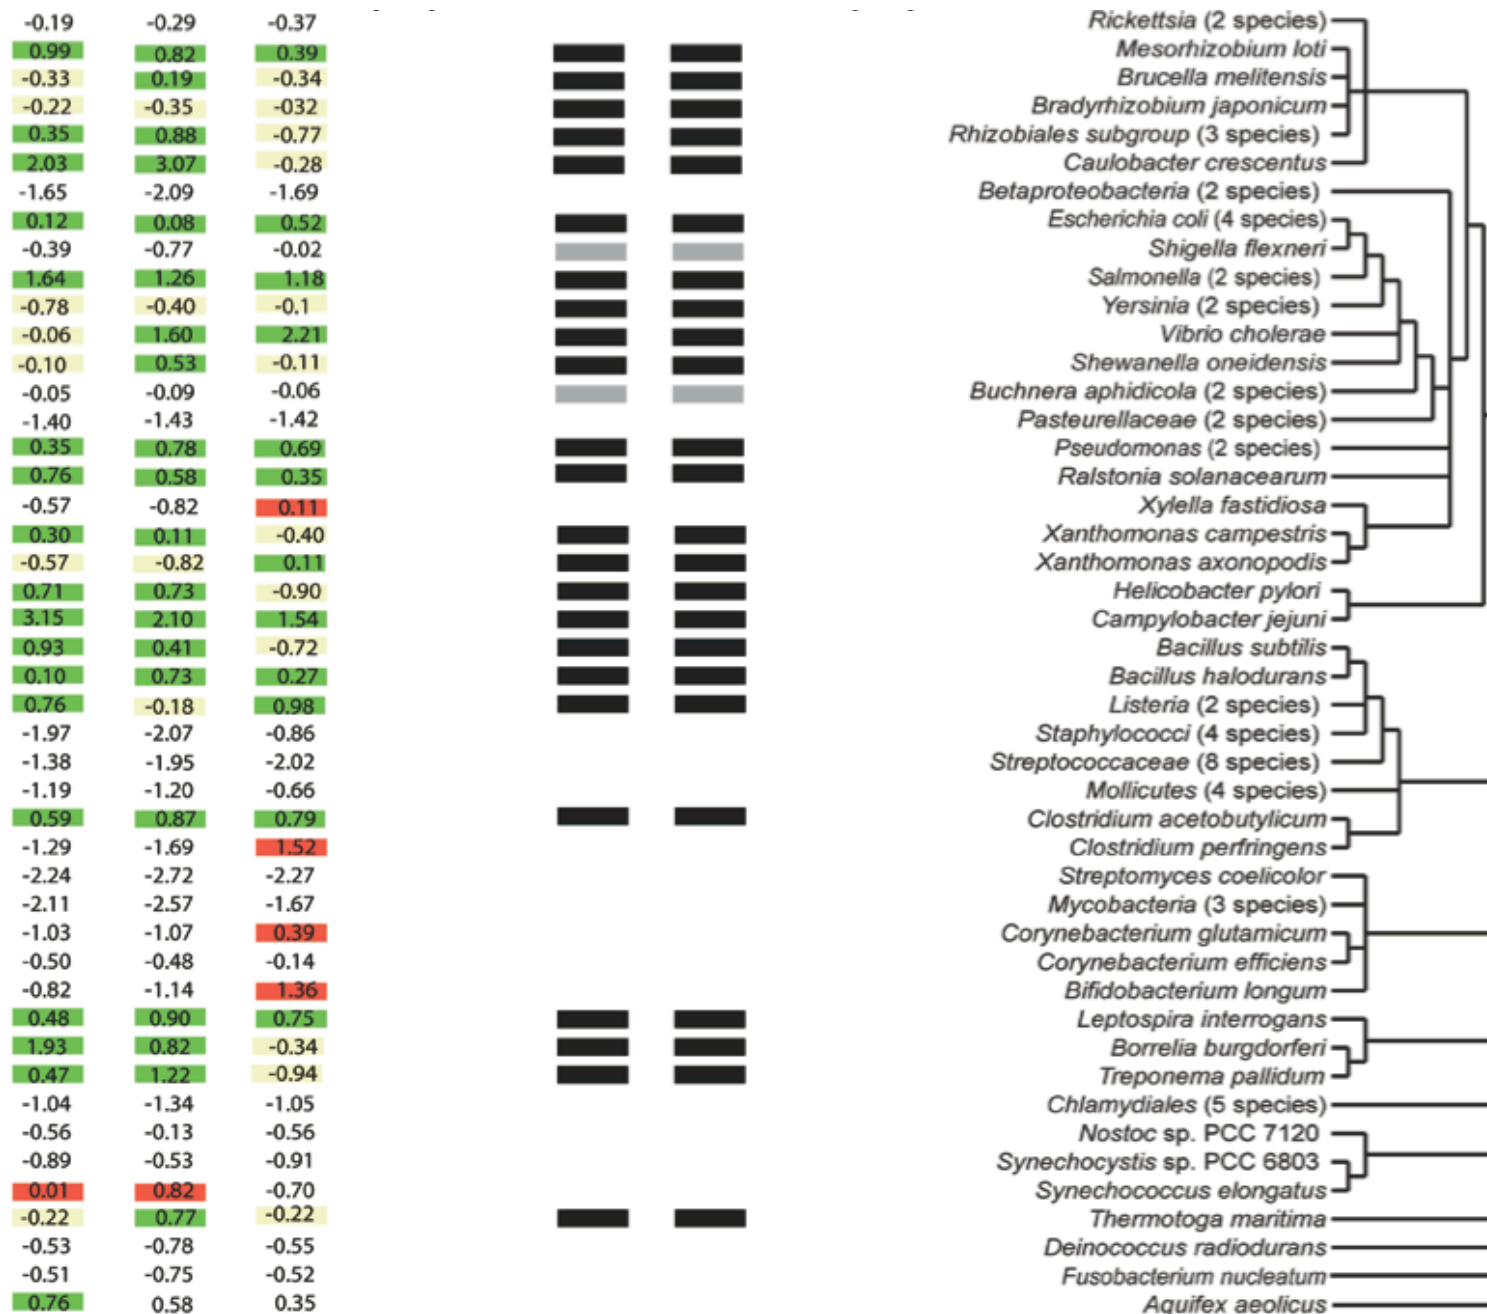 -0.19 -0.29 -0.37 Rickettsia (2 species)
0.99 0.82 0.39 Mesorhizobium loti
-0.33 0.19 -0.34 Brucella melitensis
-0.22 -0.35 -032 Bradyrhizobium japonicum
0.35 0.88 -0.77 Rhizobiales subgroup (3 species)
2.03 3.07 -0.28 Caulobacter crescentus
-1.65 -2.09 -1.69 Betaproteobacteria (2 species)
0.12 0.08 0.52 Escherichia coli (4 species)
-0.39 -0.77 -0.02 Shigella flexneri
1.64 1.26 1.18 Salmonella (2 species)
-0.78 -0.40 -0.1 Yersinia (2 species)
-0.06 1.60 2.21 Vibrio cholerae
-0.10 0.53 -0.11 Shewanella oneidensis
-0.05 -0.09 -0.06 Buchnera aphidicola (2 species)
-1.40 -1.43 -1.42 Pasteurellaceae (2 species)
0.35 0.78 0.69 Pseudomonas (2 species)
0.76 0.58 0.35 Ralstonia solanacearum
-0.57 -0.82 0.11 Xylella fastidiosa
0.30 0.11 -0.40 Xanthomonas campestris
-0.57 -0.82 0.11 Xanthomonas axonopodis
0.71 0.73 -0.90 Helicobacter pylori
3.15 2.10 1.54 Campylobacter jejuni
0.93 0.41 -0.72 Bacillus subtilis
0.10 0.73 0.27 Bacillus halodurans
0.76 -0.18 0.98 Listeria (2 species)
-1.97 -2.07 -0.86 Staphylococci (4 species)
-1.38 -1.95 -2.02 Streptococcaceae (8 species)
-1.19 -1.20 -0.66 Mollicutes (4 species)
0.59 0.87 0.79 Clostridium acetobutylicum
-1.29 -1.69 1.52 Clostridium perfringens
-2.24 -2.72 -2.27 Streptomyces coelicolor
-2.11 -2.57 -1.67 Mycobacteria (3 species)
-1.03 -1.07 0.39 Corynebacterium glutamicum
-0.50 -0.48 -0.14 Corynebacterium efficiens
-0.82 -1.14 1.36 Bifidobacterium longum
0.48 0.90 0.75 Leptospira interrogans
1.93 0.82 -0.34 Borrelia burgdorferi
0.47 1.22 -0.94 Treponema pallidum
-1.04 -1.34 -1.05 Chlamydiales (5 species)
-0.56 -0.13 -0.56 Nostoc sp. PCC 7120
-0.89 -0.53 -0.91 Synechocystis sp. PCC 6803
0.01 0.82 -0.70 Synechococcus elongatus
-0.22 0.77 -0.22 Thermotoga maritima
-0.53 -0.78 -0.55 Deinococcus radiodurans
-0.51 -0.75 -0.52 Fusobacterium nucleatum
0.76 0.58 0.35 Aquifex aeolicus